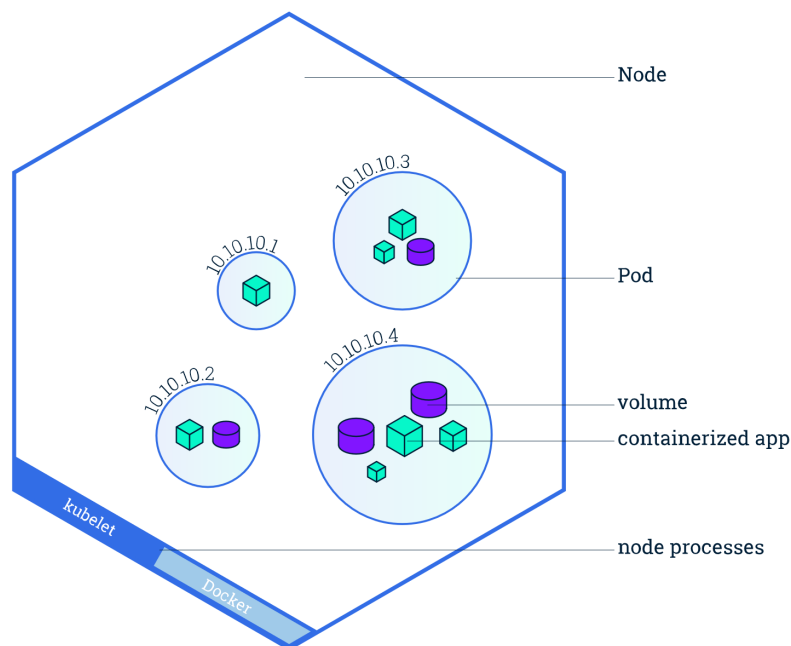 Node
10.10.10.3
10.10.10.1
Pod
10.10.10.4
10.10.10.2
volume
containerized app
kubelet
node processes
Docker